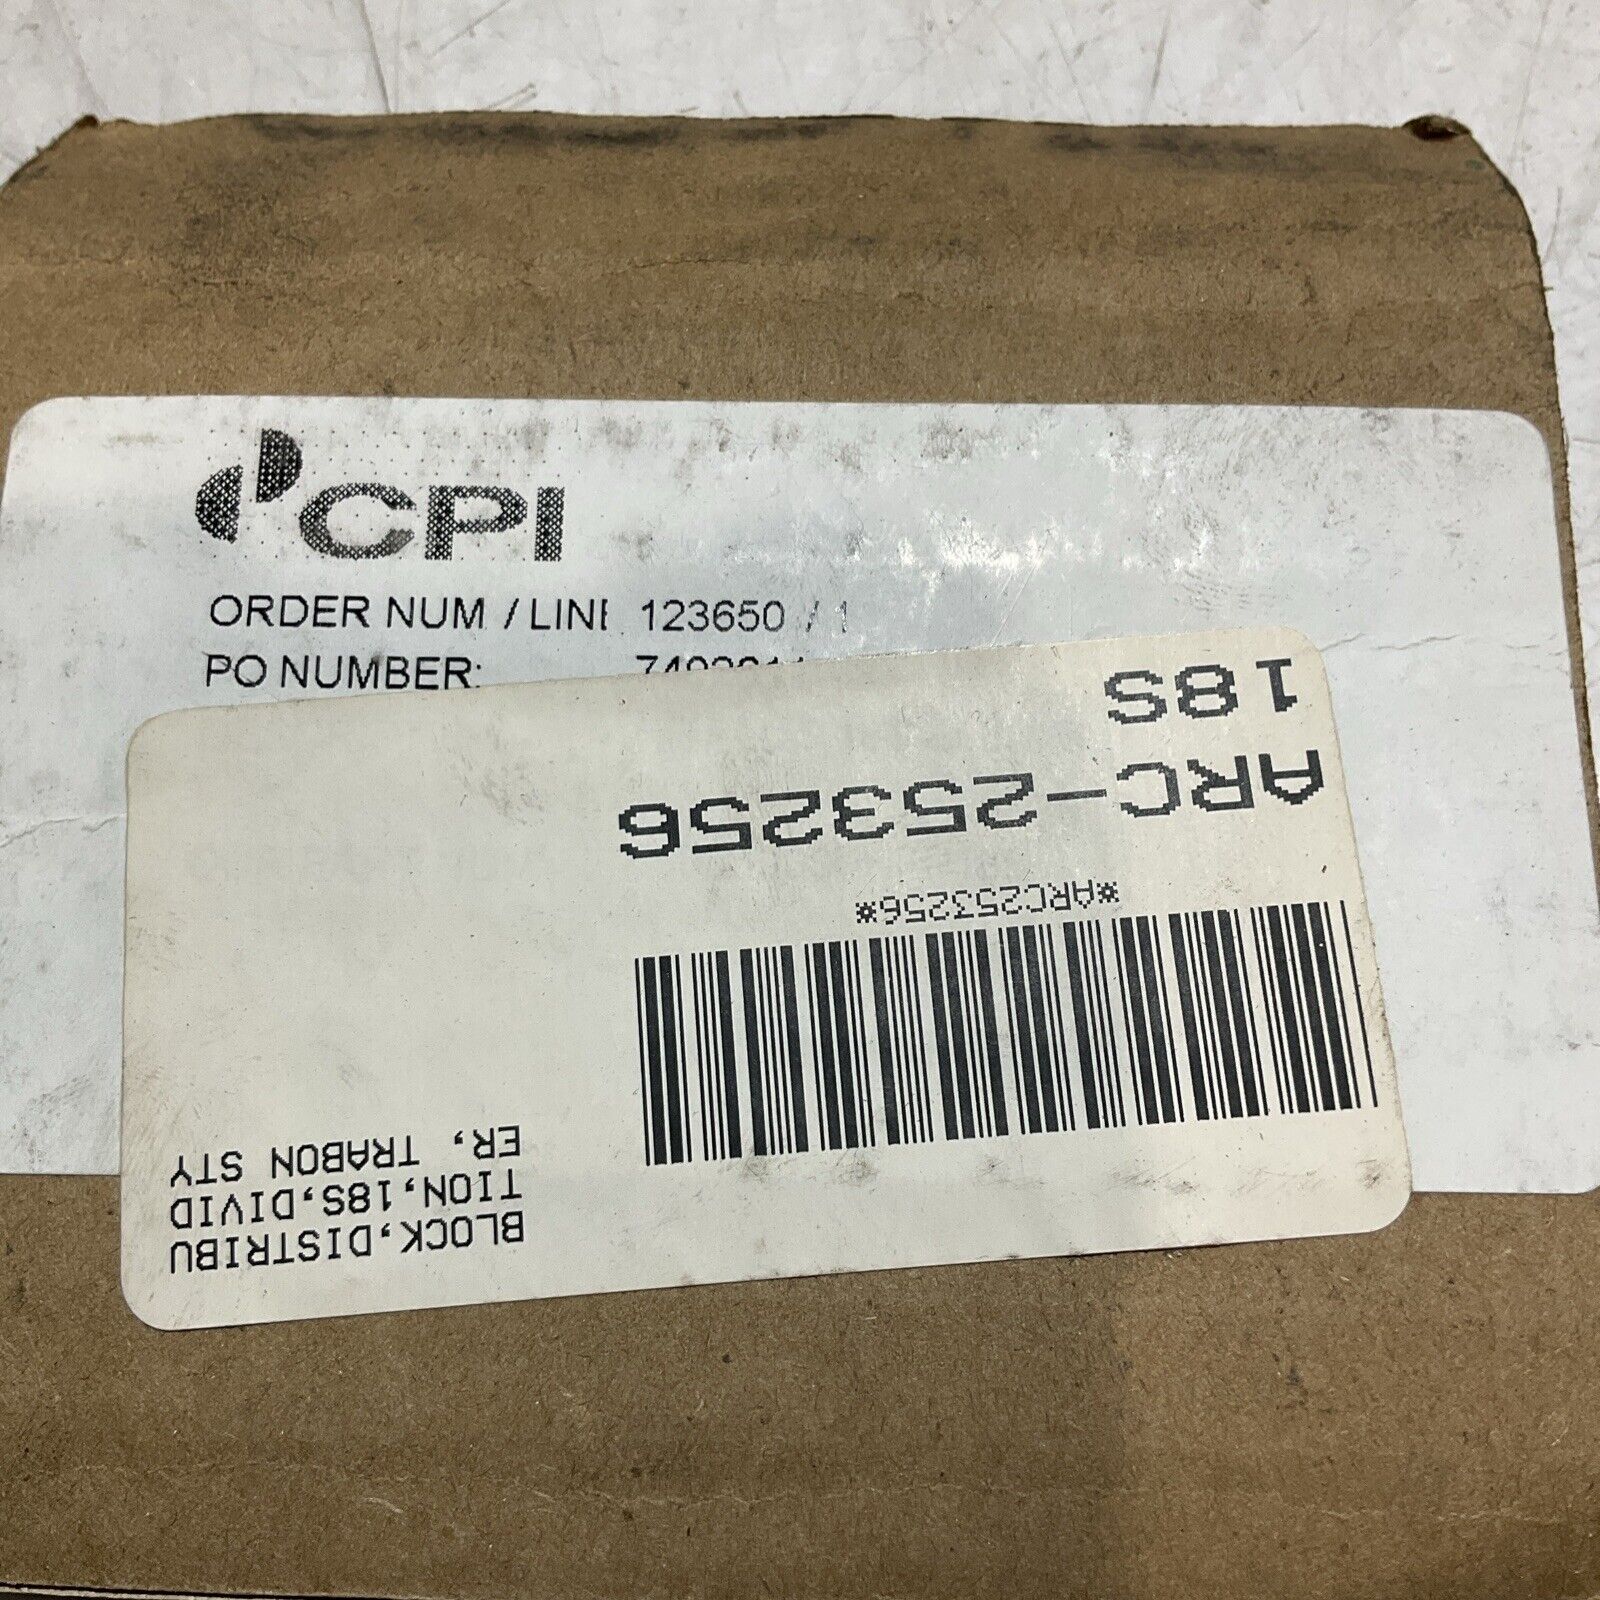 CPI
ORDER NUM / LINE 123650 / 1
PO NUMBER:
BLOCK,DISTRIBU
TION,18S,DIVID
ER, TRABON STY
*ARC253256*
ARC-253256
18S